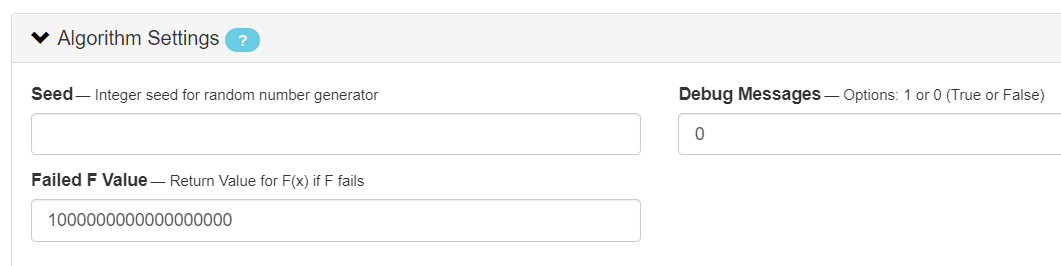 Algorithm Settings ?
Seed — Integer seed for random number generator
Debug Messages — Options: 1 or 0 (True or False)
0
Failed F Value — Return Value for F(x) if F fails
1000000000000000000